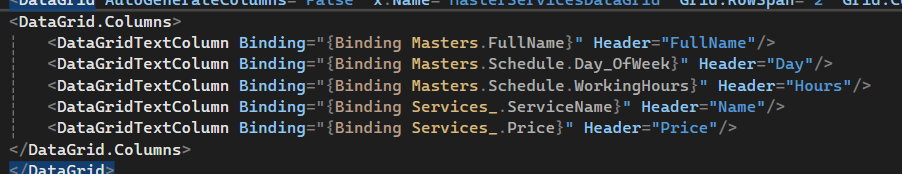 <DataGrid AutoGenerateColumns="False" x:Name="MasterServicesDataGrid" Grid.RowSpan="2" Grid.C
<DataGrid.Columns>
<DataGridTextColumn Binding="{Binding Masters.FullName}" Header="FullName"/>
<DataGridTextColumn Binding="{Binding Masters.Schedule.Day_OfWeek}" Header="Day"/>
<DataGridTextColumn Binding="{Binding Masters.Schedule.WorkingHours}" Header="Hours"/>
<DataGridTextColumn Binding="{Binding Services_.ServiceName}" Header="Name"/>
<DataGridTextColumn Binding="{Binding Services_.Price}" Header="Price"/>
</DataGrid.Columns>
</DataGrid>